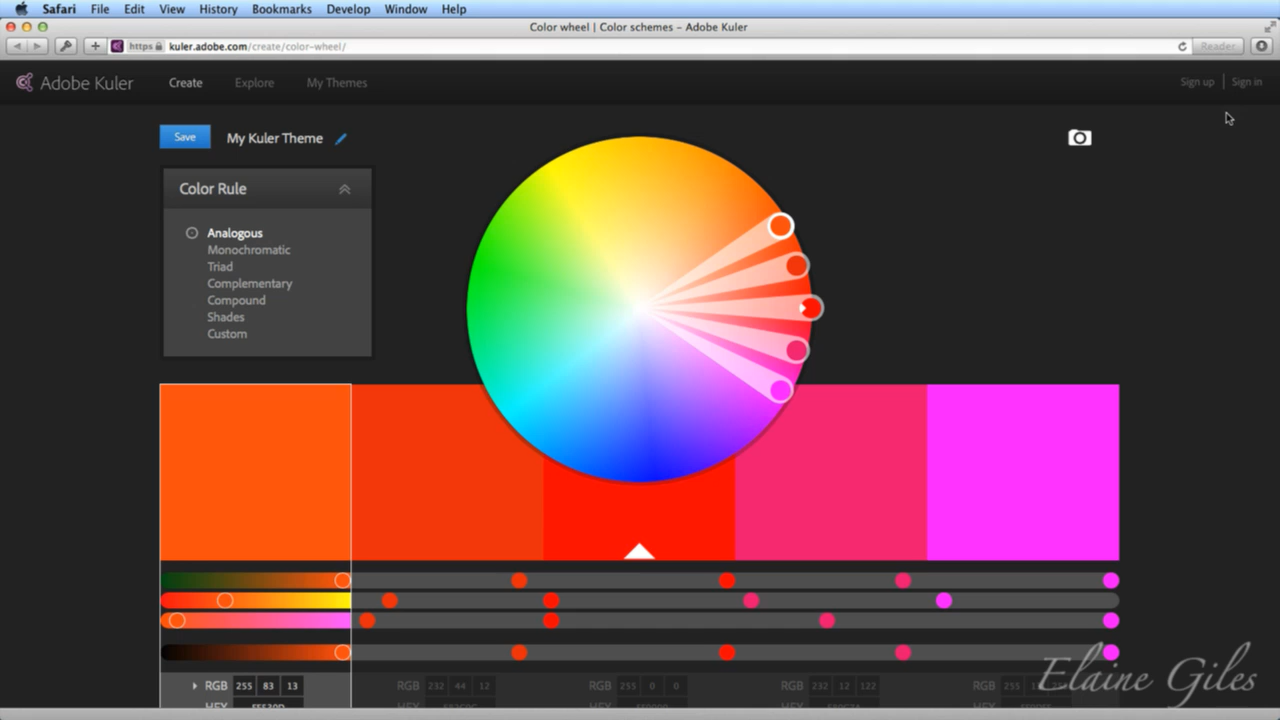 Safari File Edit View History Bookmarks Develop Window Help
Color wheel | Color schemes – Adobe Kuler
https kuler.adobe.com/create/color-wheel/ Reader
Adobe Kuler Create Explore My Themes Sign up Sign in
Save My Kuler Theme
Color Rule
Analogous
Monochromatic
Triad
Complementary
Compound
Shades
Custom
RGB 255 83 13 RGB 232 44 12 RGB 255 0 0 RGB 232 12 122 RGB 255
HEX
Elaine Giles